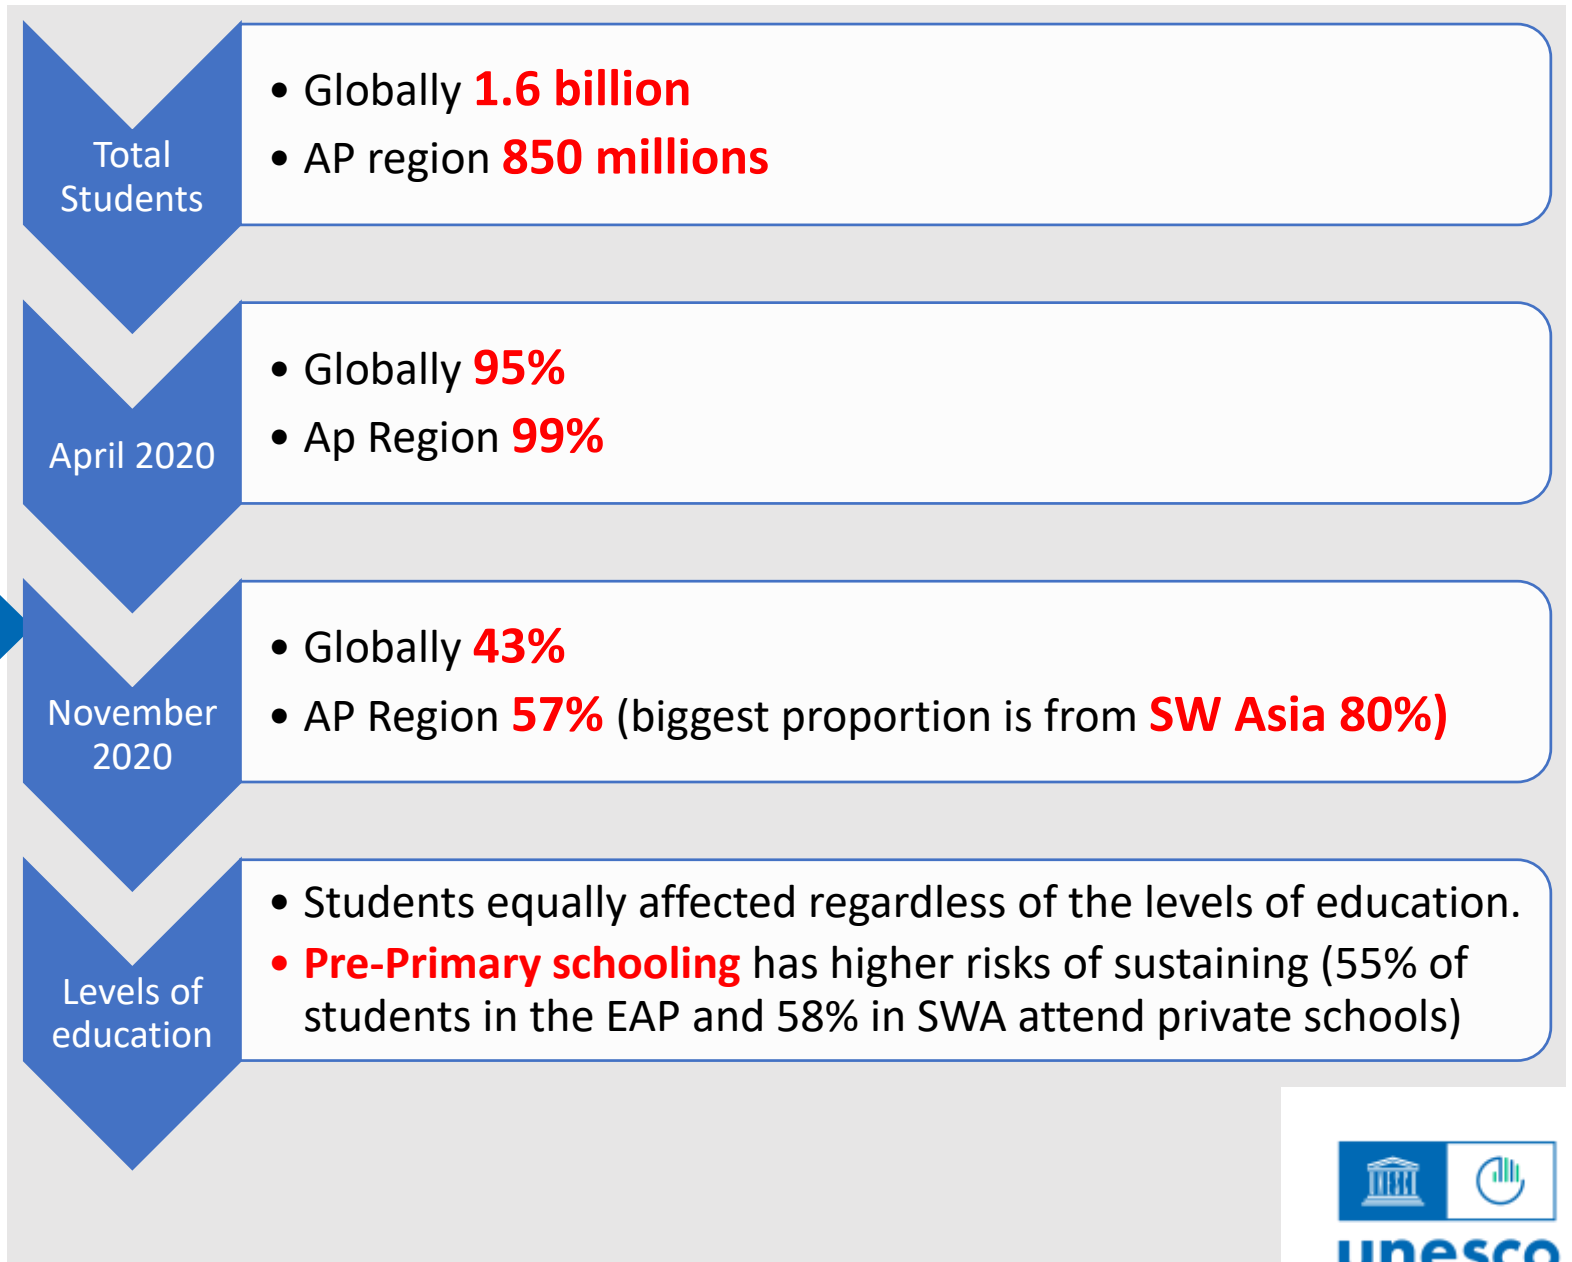 Total
Students
• Globally 1.6 billion
• AP region 850 millions
April 2020
• Globally 95%
• Ap Region 99%
November
2020
• Globally 43%
• AP Region 57% (biggest proportion is from SW Asia 80%)
Levels of
education
• Students equally affected regardless of the levels of education.
• Pre-Primary schooling has higher risks of sustaining (55% of
students in the EAP and 58% in SWA attend private schools)
unesco